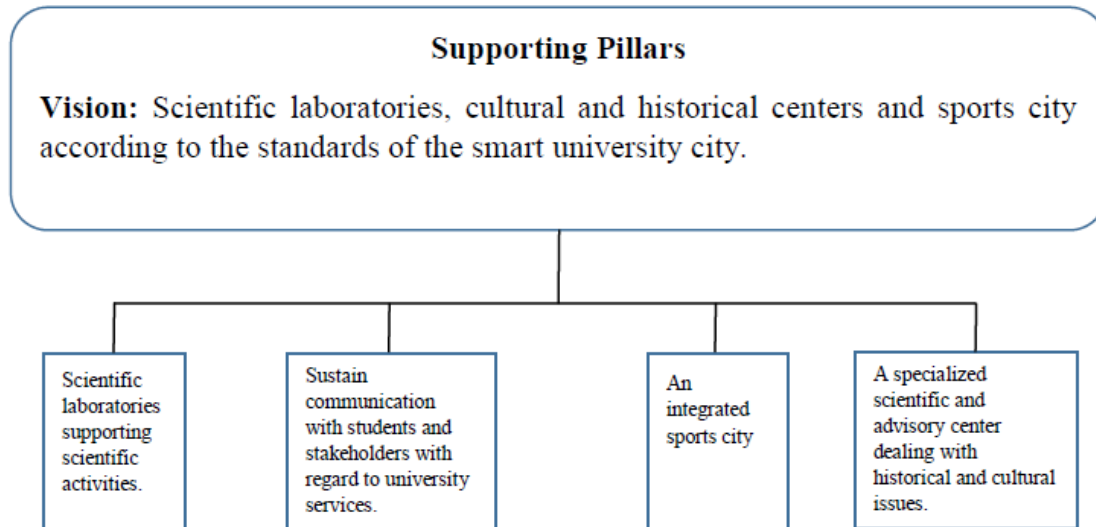 Supporting Pillars
Vision: Scientific laboratories, cultural and historical centers and sports city
according to the standards of the smart university city.
Scientific
laboratories
supporting
scientific
activities.
Sustain
communication
with students and
stakeholders with
regard to university
services.
An
integrated
sports city
A specialized
scientific and
advisory center
dealing with
historical and cultural
issues.